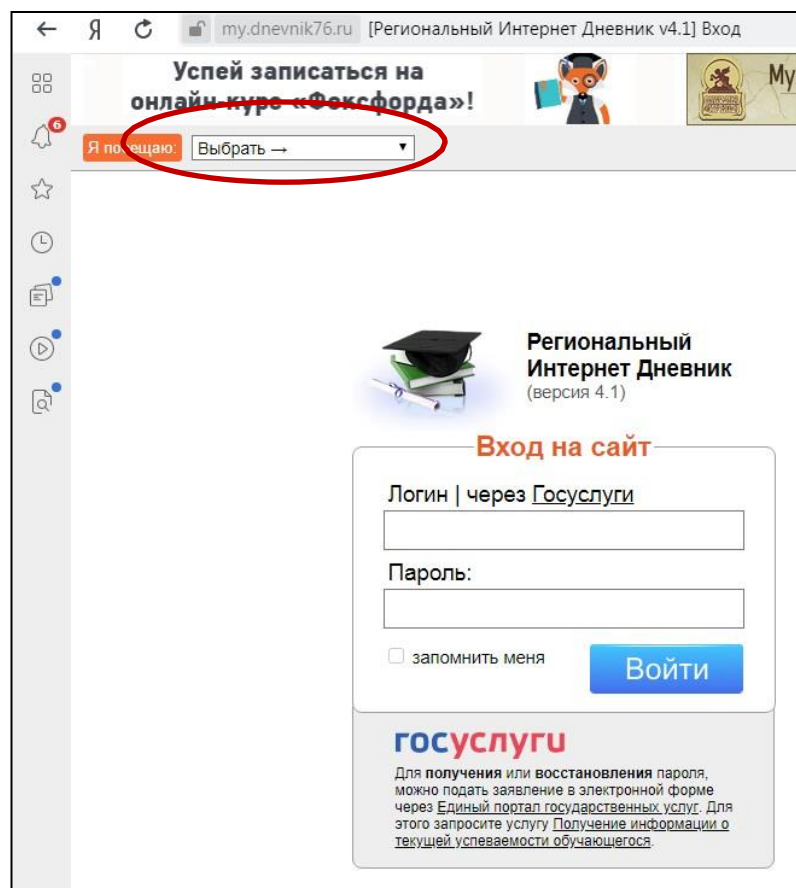 my.dnevnik76.ru [Региональный Интернет Дневник v4.1] Вход
Успей записаться на
онлайн-курс «Фоксфорда»!
Му
6
Я посещаю: Выбрать →
Региональный
Интернет Дневник
(версия 4.1)
Вход на сайт
Логин | через Госуслуги
Пароль:
запомнить меня
Войти
госуслуги
Для получения или восстановления пароля,
можно подать заявление в электронной форме
через Единый портал государственных услуг. Для
этого запросите услугу Получение информации о
текущей успеваемости обучающегося.